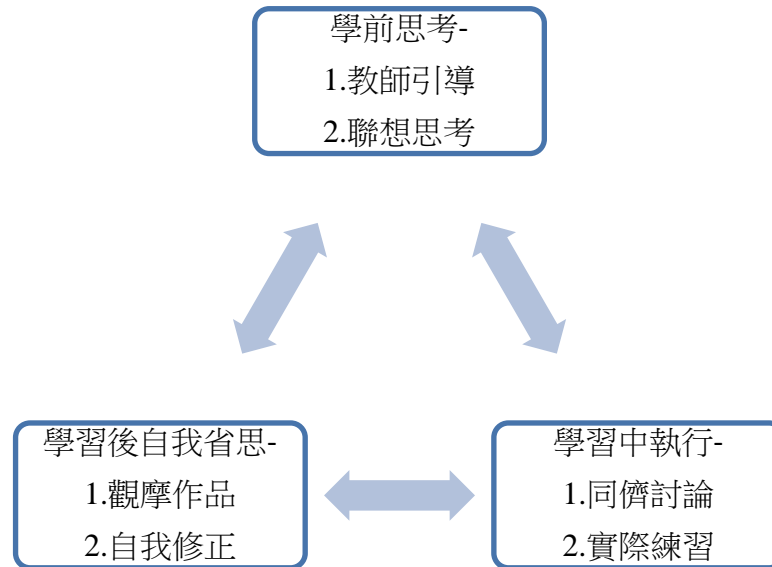 學前思考-
1.教師引導
2.聯想思考
學習後自我省思-
1.觀摩作品
2.自我修正
學習中執行-
1.同儕討論
2.實際練習